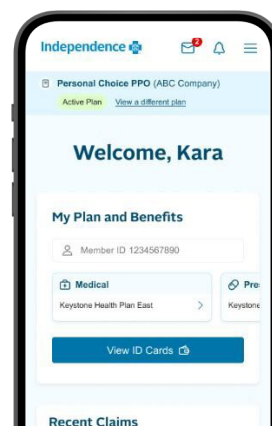 Independence
2
Personal Choice PPO (ABC Company)
Active Plan View a different plan
Welcome, Kara
My Plan and Benefits
Member ID 1234567890
Medical
Keystone Health Plan East
Pre
Keystone
View ID Cards
Recent Claims